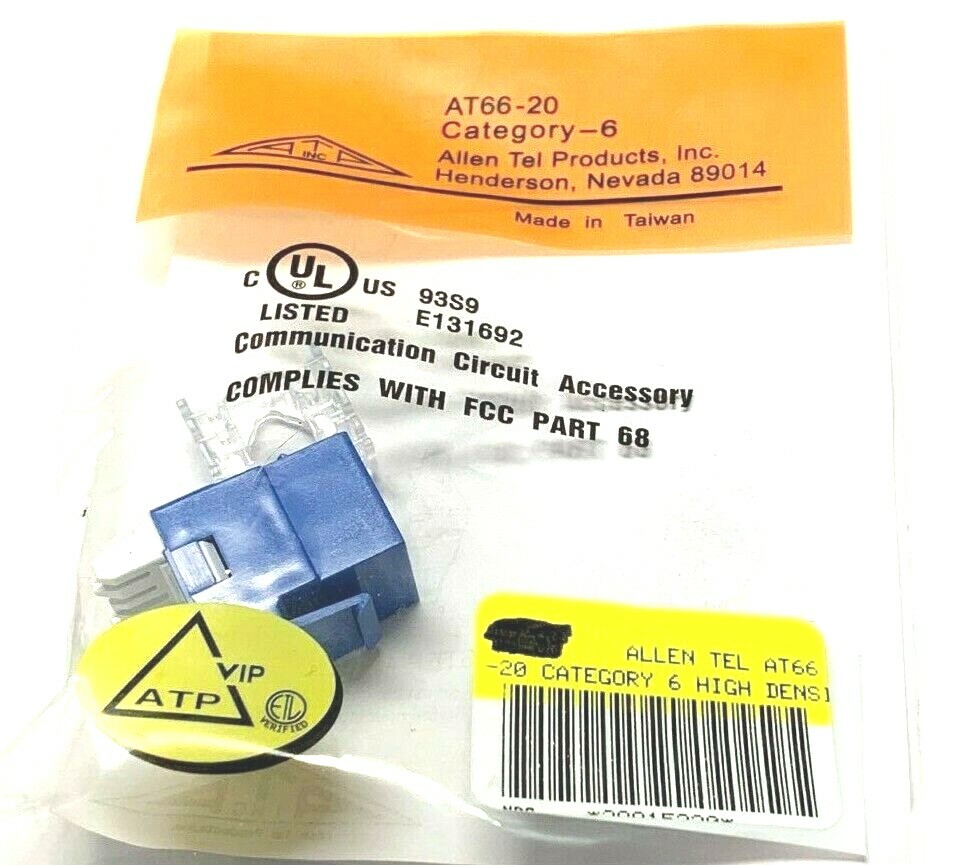 AT66-20
Category-6
Allen Tel Products, Inc.
Henderson, Nevada 89014
Made in Taiwan
ATP
INC
C UL ® US 93S9
LISTED E131692
Communication Circuit Accessory
COMPLIES WITH FCC PART 68
VIP
ATP
ETL
VERIFIED
ALLEN TEL AT66
-20 CATEGORY 6 HIGH DENSI